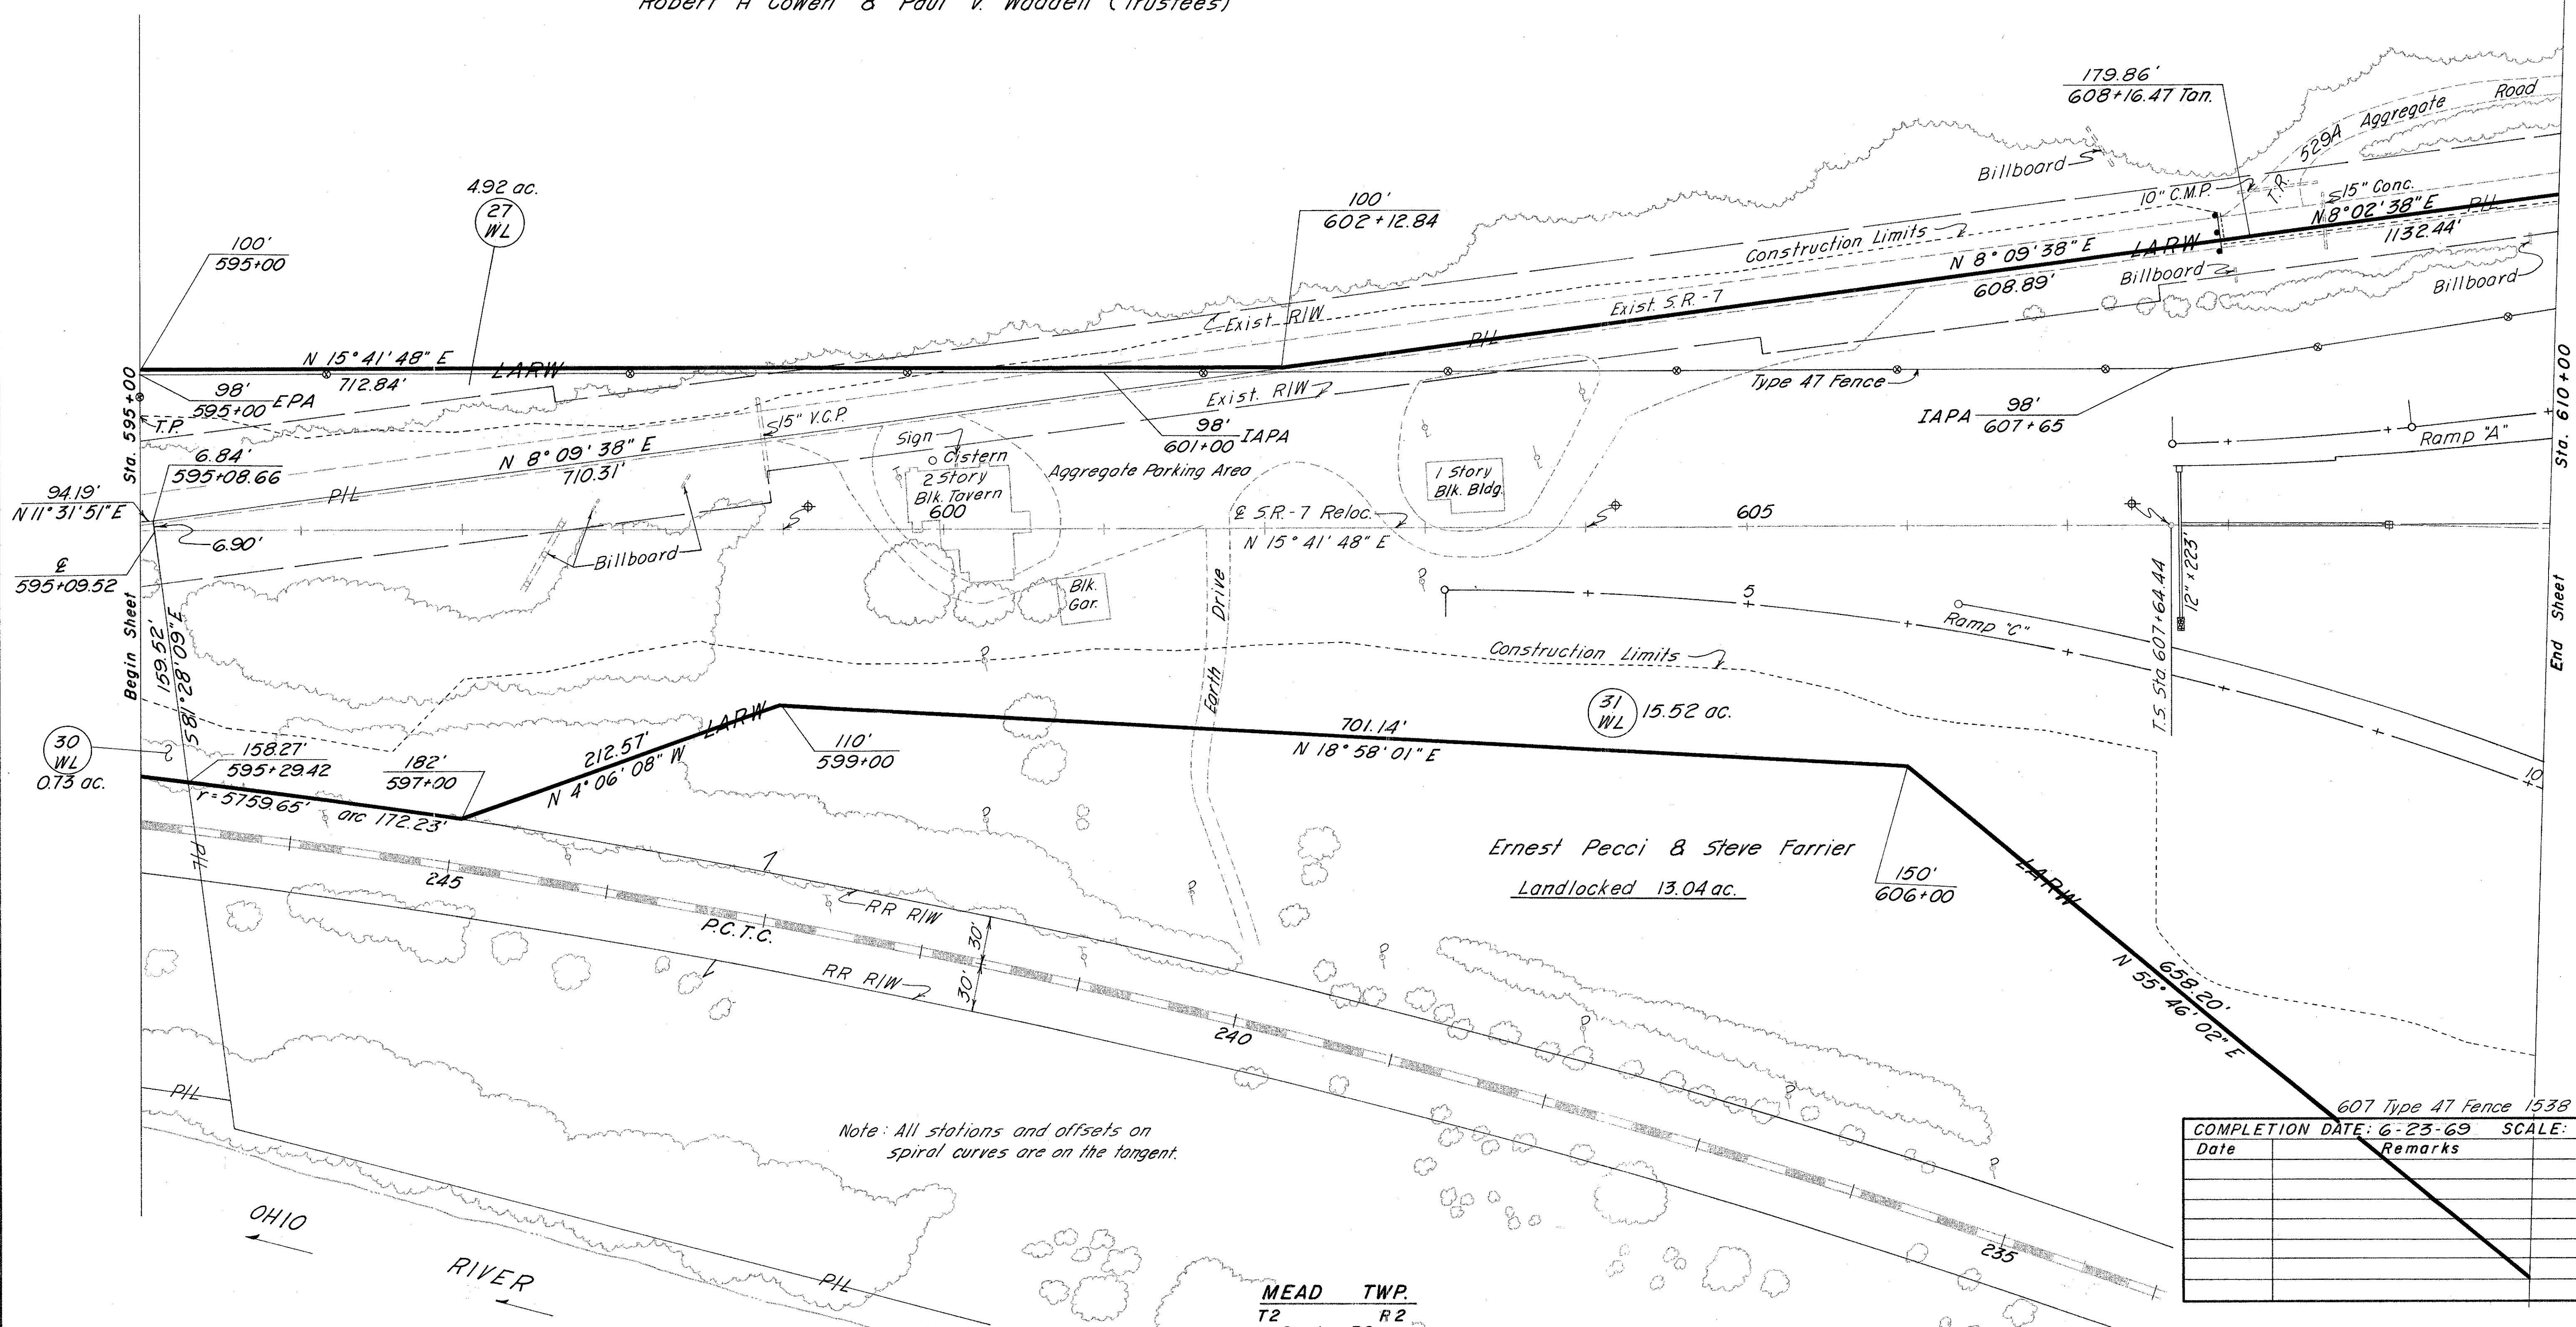 Robert A Cowen & Paul V. Waddell (Trustees)
179.86'
608+16.47 Tan.
529A Aggregate Road
T.P.
Billboard
10" C.M.P.
15" Conc.
N 8° 02' 38" E
P/L
1132.44'
4.92 ac.
27
WL
100'
595+00
100'
602+12.84
Construction Limits
N 8° 09' 38" E
LARW
608.89'
Billboard
Billboard
Exist. R/W
Exist. S.R.-7
P/L
N 15° 41' 48" E
LARW
712.84'
98'
595+00
EPA
T.P.
Sta. 595+00
Exist. R/W
Type 47 Fence
IAPA
98'
607+65
98'
601+00
IAPA
15" V.C.P.
Sign
Cistern
2 Story
Blk. Tavern
600
Aggregate Parking Area
1 Story
Blk. Bldg.
Ramp "A"
Sta. 610+00
6.84'
595+08.66
N 8° 09' 38" E
710.31'
P/L
94.19'
N 11° 31' 51" E
6.90'
℄
595+09.52
Billboard
℄ S.R.-7 Reloc.
N 15° 41' 48" E
605
Blk.
Gar.
Earth Drive
5
Ramp "C"
T.S. Sta. 607+64.44
12" x 223'
Begin Sheet
End Sheet
159.52'
S 81° 28' 09" E
Construction Limits
30
WL
0.73 ac.
158.27'
595+29.42
182'
597+00
212.57'
N 4° 06' 08" W
LARW
110'
599+00
701.14'
N 18° 58' 01" E
31
WL
15.52 ac.
10
r = 5759.65' arc 172.23'
P/L
245
P.C.T.C.
RR R/W
RR R/W
30'
30'
Ernest Pecci & Steve Farrier
Landlocked 13.04 ac.
150'
606+00
LARW
658.20'
N 55° 46' 02" E
240
235
P/L
Note: All stations and offsets on
spiral curves are on the tangent.
607 Type 47 Fence 1538
COMPLETION DATE: 6-23-69 SCALE:
Date Remarks
OHIO
RIVER
P/L
MEAD TWP.
T2 R2